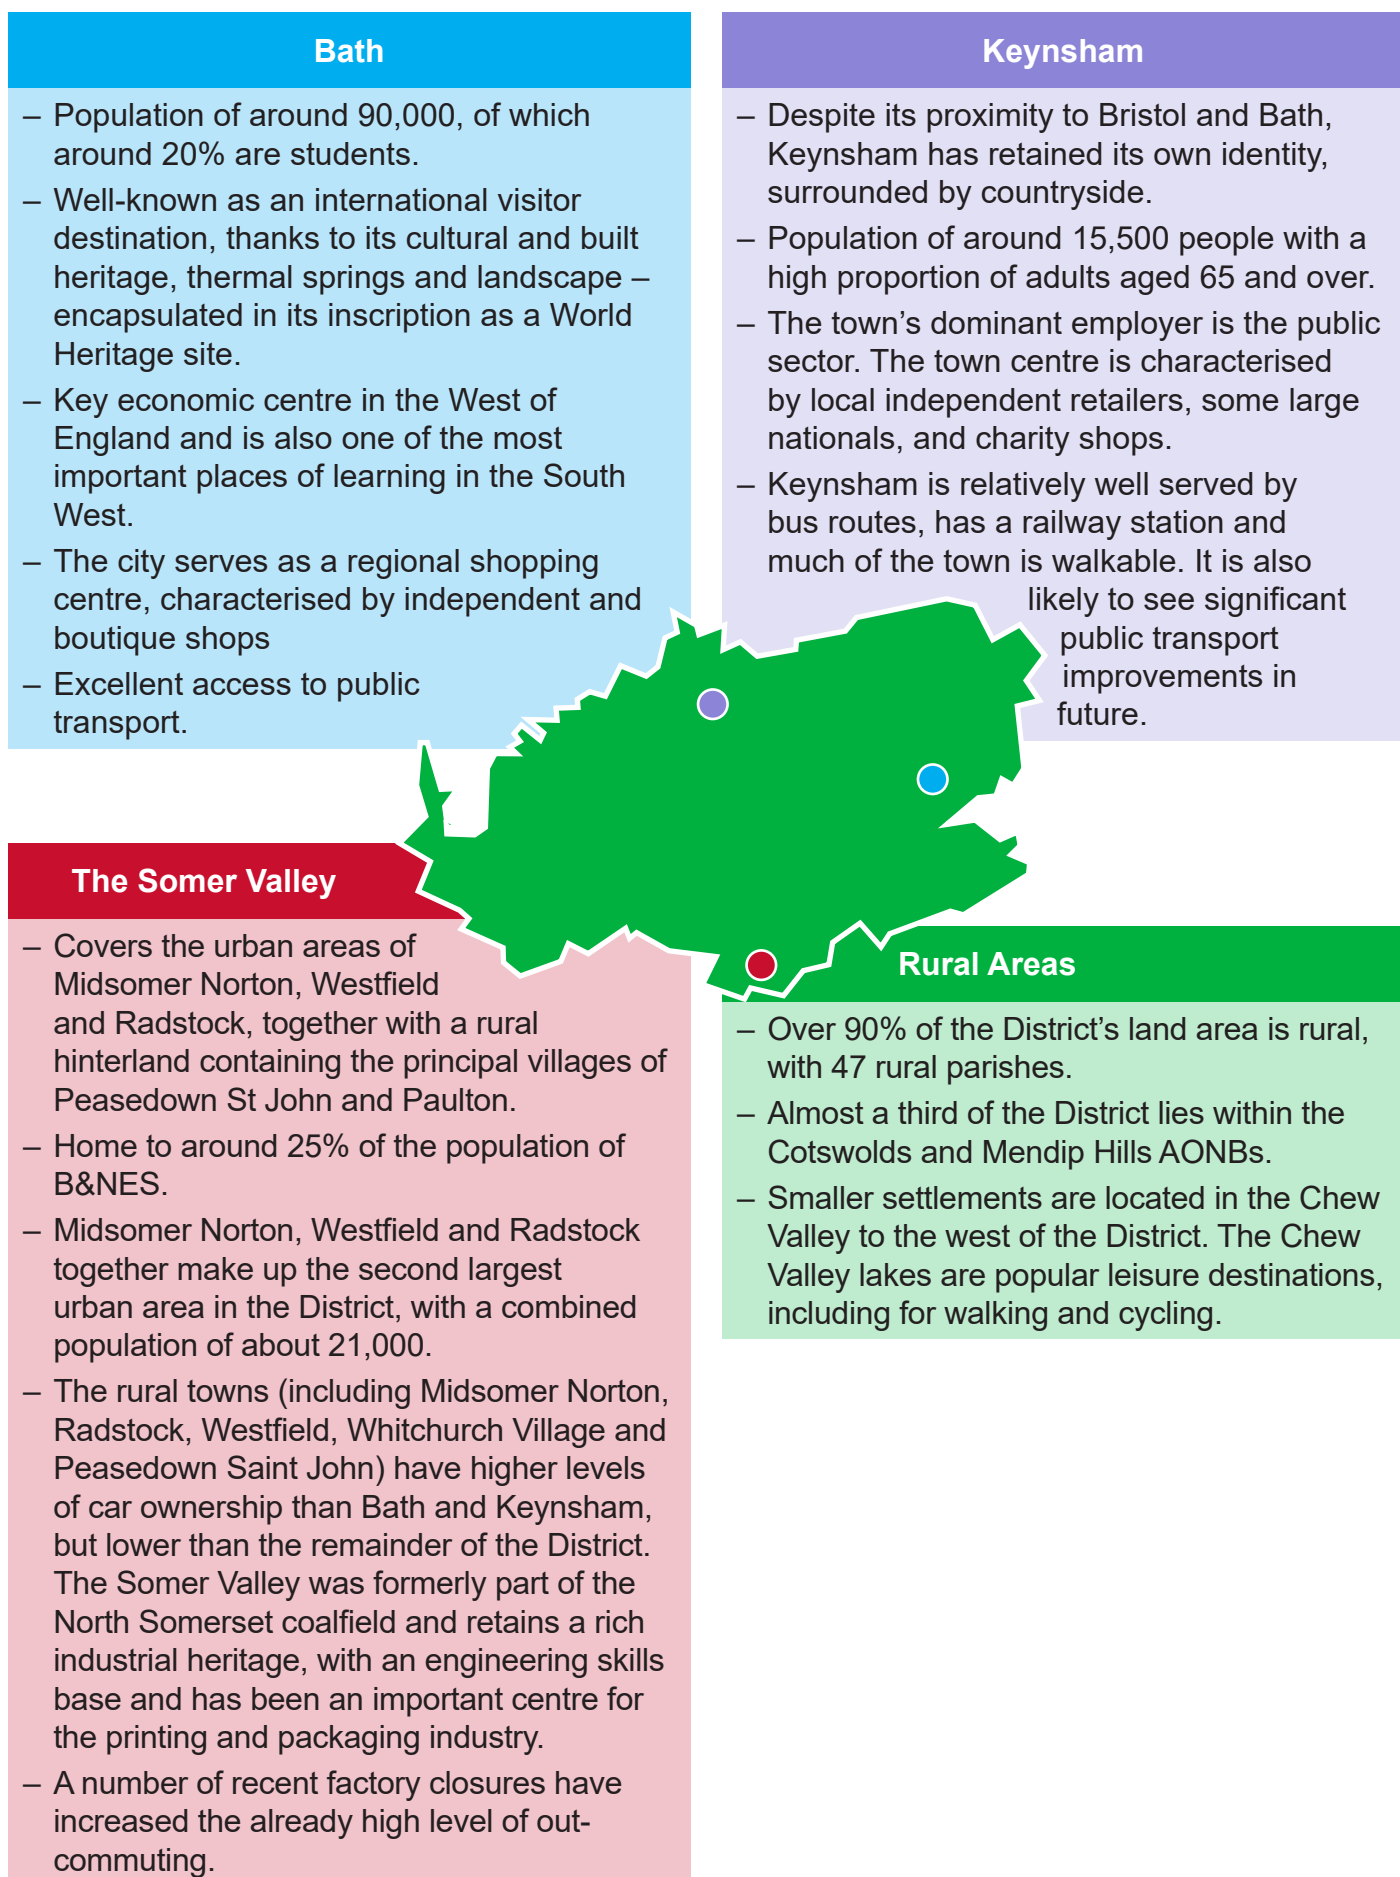 Bath
– Population of around 90,000, of which
around 20% are students.
– Well-known as an international visitor
destination, thanks to its cultural and built
heritage, thermal springs and landscape –
encapsulated in its inscription as a World
Heritage site.
– Key economic centre in the West of
England and is also one of the most
important places of learning in the South
West.
– The city serves as a regional shopping
centre, characterised by independent and
boutique shops
– Excellent access to public
transport.
Keynsham
– Despite its proximity to Bristol and Bath,
Keynsham has retained its own identity,
surrounded by countryside.
– Population of around 15,500 people with a
high proportion of adults aged 65 and over.
– The town’s dominant employer is the public
sector. The town centre is characterised
by local independent retailers, some large
nationals, and charity shops.
– Keynsham is relatively well served by
bus routes, has a railway station and
much of the town is walkable. It is also
likely to see significant
public transport
improvements in
future.
The Somer Valley
– Covers the urban areas of
Midsomer Norton, Westfield
and Radstock, together with a rural
hinterland containing the principal villages of
Peasedown St John and Paulton.
– Home to around 25% of the population of
B&NES.
– Midsomer Norton, Westfield and Radstock
together make up the second largest
urban area in the District, with a combined
population of about 21,000.
– The rural towns (including Midsomer Norton,
Radstock, Westfield, Whitchurch Village and
Peasedown Saint John) have higher levels
of car ownership than Bath and Keynsham,
but lower than the remainder of the District.
The Somer Valley was formerly part of the
North Somerset coalfield and retains a rich
industrial heritage, with an engineering skills
base and has been an important centre for
the printing and packaging industry.
– A number of recent factory closures have
increased the already high level of out-
commuting.
Rural Areas
– Over 90% of the District’s land area is rural,
with 47 rural parishes.
– Almost a third of the District lies within the
Cotswolds and Mendip Hills AONBs.
– Smaller settlements are located in the Chew
Valley to the west of the District. The Chew
Valley lakes are popular leisure destinations,
including for walking and cycling.